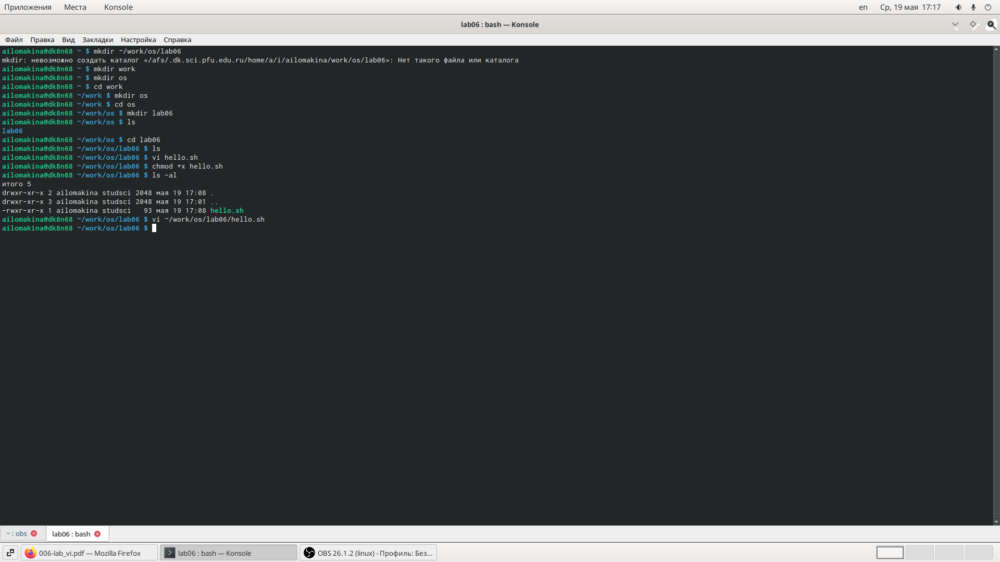 Приложения Места Konsole en Ср, 19 мая 17:17
lab06 : bash — Konsole
Файл Правка Вид Закладки Настройка Справка
ailomakina@dk8n68 ~ $ mkdir ~/work/os/lab06
mkdir: невозможно создать каталог «/afs/.dk.sci.pfu.edu.ru/home/a/i/ailomakina/work/os/lab06»: Нет такого файла или каталога
ailomakina@dk8n68 ~ $ mkdir work
ailomakina@dk8n68 ~ $ mkdir os
ailomakina@dk8n68 ~ $ cd work
ailomakina@dk8n68 ~/work $ mkdir os
ailomakina@dk8n68 ~/work $ cd os
ailomakina@dk8n68 ~/work/os $ mkdir lab06
ailomakina@dk8n68 ~/work/os $ ls
lab06
ailomakina@dk8n68 ~/work/os $ cd lab06
ailomakina@dk8n68 ~/work/os/lab06 $ ls
ailomakina@dk8n68 ~/work/os/lab06 $ vi hello.sh
ailomakina@dk8n68 ~/work/os/lab06 $ chmod +x hello.sh
ailomakina@dk8n68 ~/work/os/lab06 $ ls -al
итого 5
drwxr-xr-x 2 ailomakina studsci 2048 мая 19 17:08 .
drwxr-xr-x 3 ailomakina studsci 2048 мая 19 17:01 ..
-rwxr-xr-x 1 ailomakina studsci   93 мая 19 17:08 hello.sh
ailomakina@dk8n68 ~/work/os/lab06 $ vi ~/work/os/lab06/hello.sh
ailomakina@dk8n68 ~/work/os/lab06 $
~ : obs lab06 : bash
006-lab_vi.pdf — Mozilla Firefox lab06 : bash — Konsole OBS 26.1.2 (linux) - Профиль: Без...